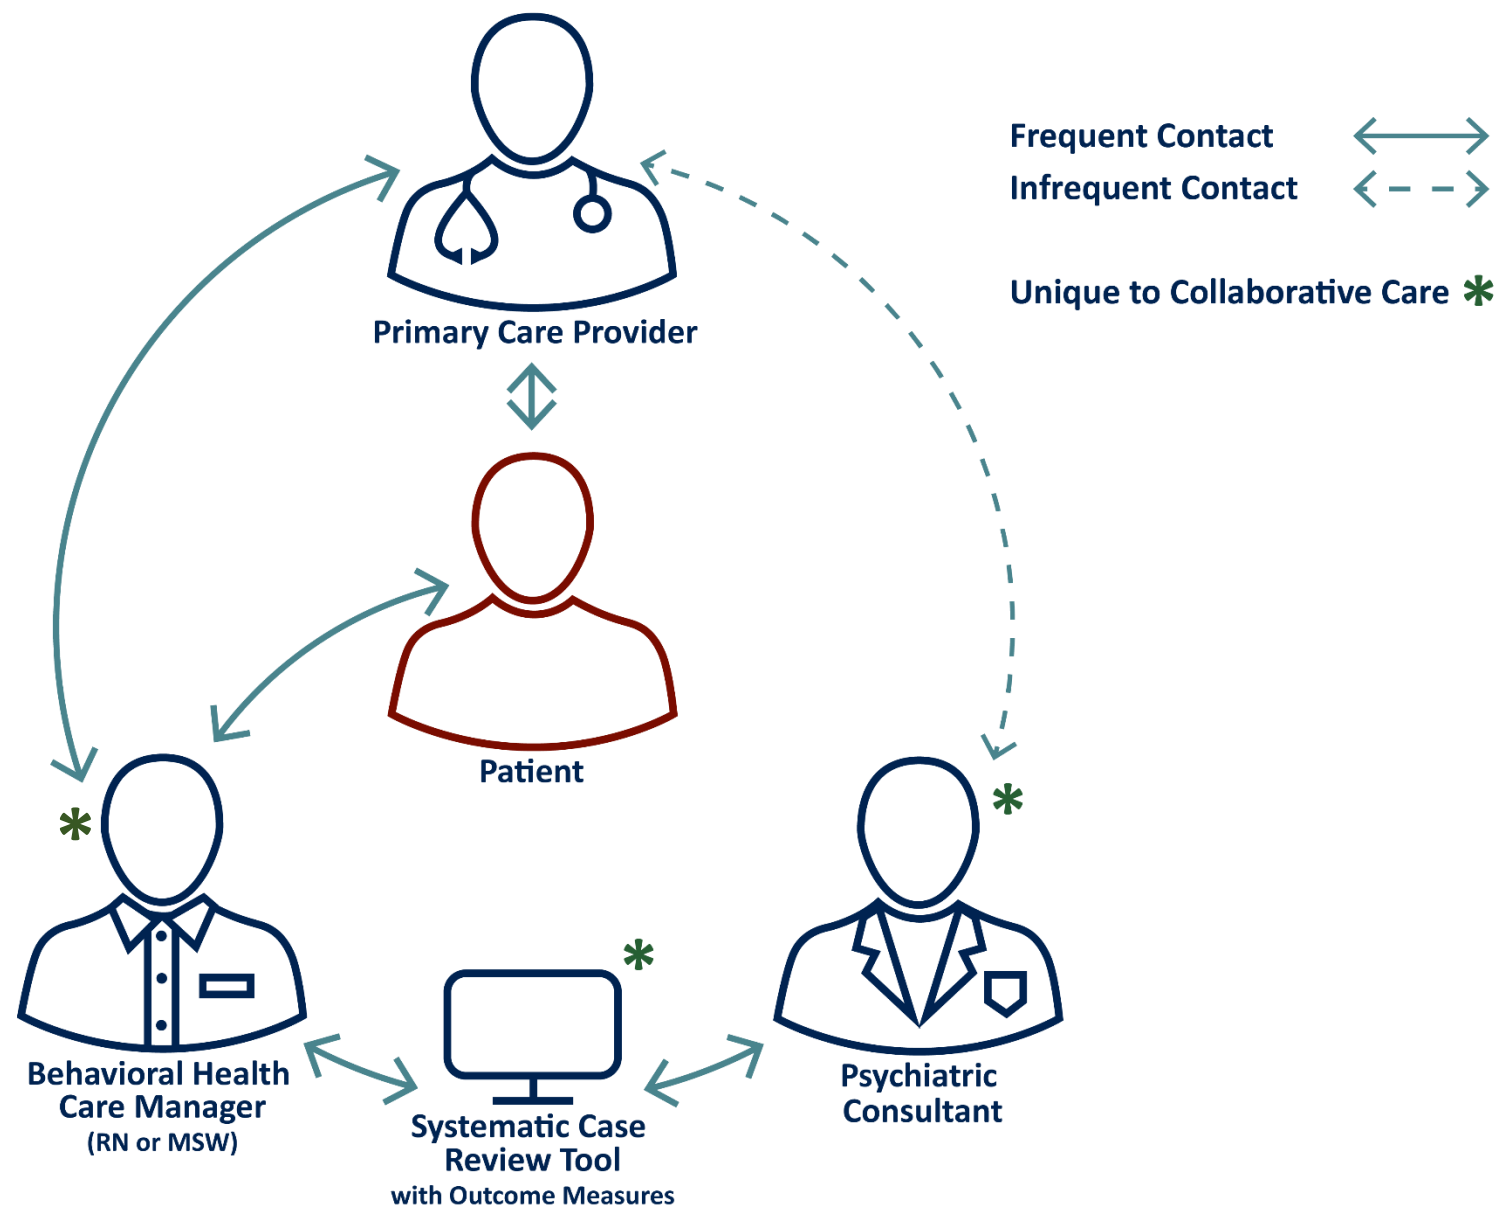 Frequent Contact
Infrequent Contact
Unique to Collaborative Care *
Primary Care Provider
Patient
*
*
*
Behavioral Health
Care Manager
(RN or MSW)
Systematic Case
Review Tool
with Outcome Measures
Psychiatric
Consultant